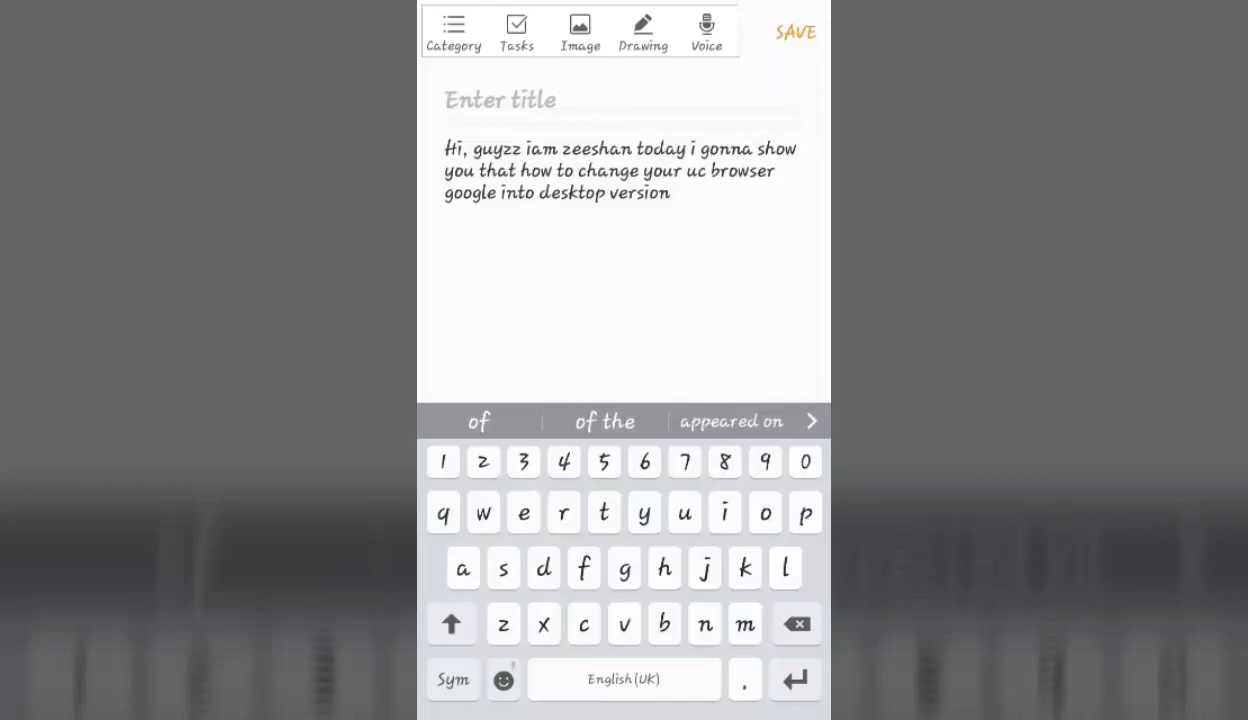 Category Tasks Image Drawing Voice SAVE
Enter title
Hi, guyzz iam zeeshan today i gonna show
you that how to change your uc browser
google into desktop version
of of the appeared on
1 2 3 4 5 6 7 8 9 0
q w e r t y u i o p
a s d f g h j k l
z x c v b n m
Sym English(UK) .